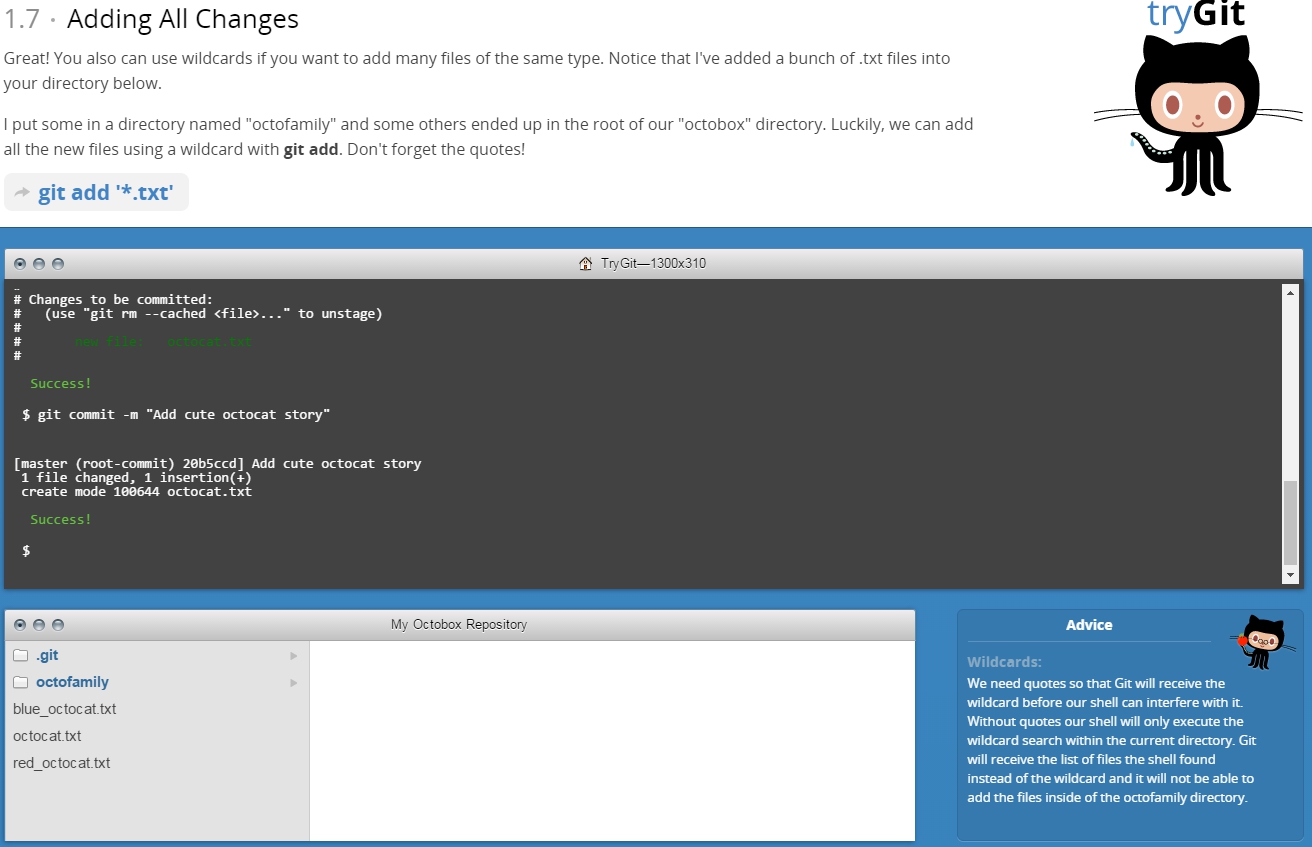 1.7 · Adding All Changes
tryGit
Great! You also can use wildcards if you want to add many files of the same type. Notice that I've added a bunch of .txt files into
your directory below.
I put some in a directory named "octofamily" and some others ended up in the root of our "octobox" directory. Luckily, we can add
all the new files using a wildcard with git add. Don't forget the quotes!
git add '*.txt'
TryGit—1300x310
# Changes to be committed:
#   (use "git rm --cached <file>..." to unstage)
#
#       new file:   octocat.txt
#
Success!
$ git commit -m "Add cute octocat story"
[master (root-commit) 20b5ccd] Add cute octocat story
1 file changed, 1 insertion(+)
create mode 100644 octocat.txt
Success!
$
My Octobox Repository
.git
octofamily
blue_octocat.txt
octocat.txt
red_octocat.txt
Advice
Wildcards:
We need quotes so that Git will receive the
wildcard before our shell can interfere with it.
Without quotes our shell will only execute the
wildcard search within the current directory. Git
will receive the list of files the shell found
instead of the wildcard and it will not be able to
add the files inside of the octofamily directory.